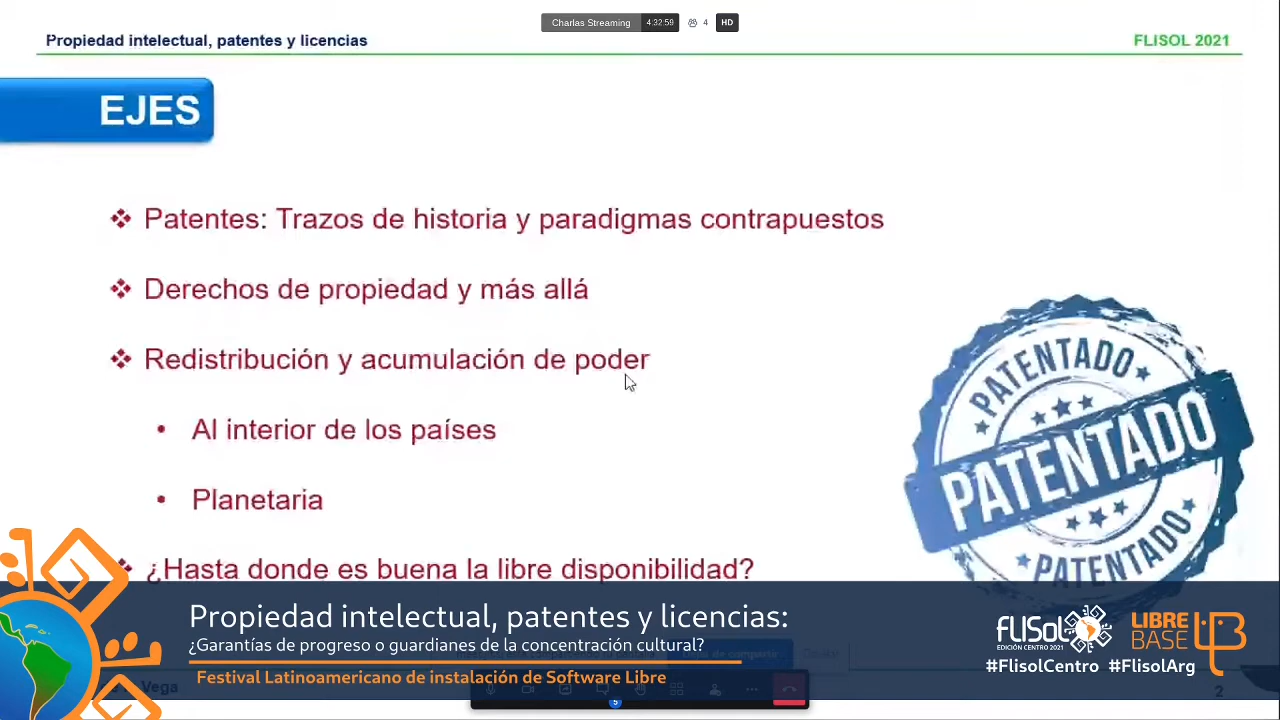 Charlas Streaming 4:32:59 4 HD
Propiedad intelectual, patentes y licencias
FLISOL 2021
EJES
Patentes: Trazos de historia y paradigmas contrapuestos
Derechos de propiedad y más allá
Redistribución y acumulación de poder
Al interior de los países
Planetaria
¿Hasta donde es buena la libre disponibilidad?
PATENTADO
PATENTADO
PATENTADO
Propiedad intelectual, patentes y licencias:
¿Garantías de progreso o guardianes de la concentración cultural?
Festival Latinoamericano de instalación de Software Libre
FLISoL
EDICIÓN CENTRO 2021
LIBRE
BASE
#FlisolCentro #FlisolArg
Vega
5
2